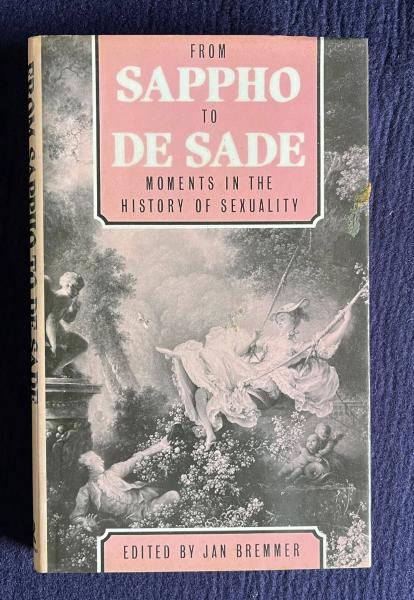 FROM
SAPPHO
TO
DE SADE
MOMENTS IN THE
HISTORY OF SEXUALITY
EDITED BY JAN BREMMER
FROM SAPPHO TO DE SADE